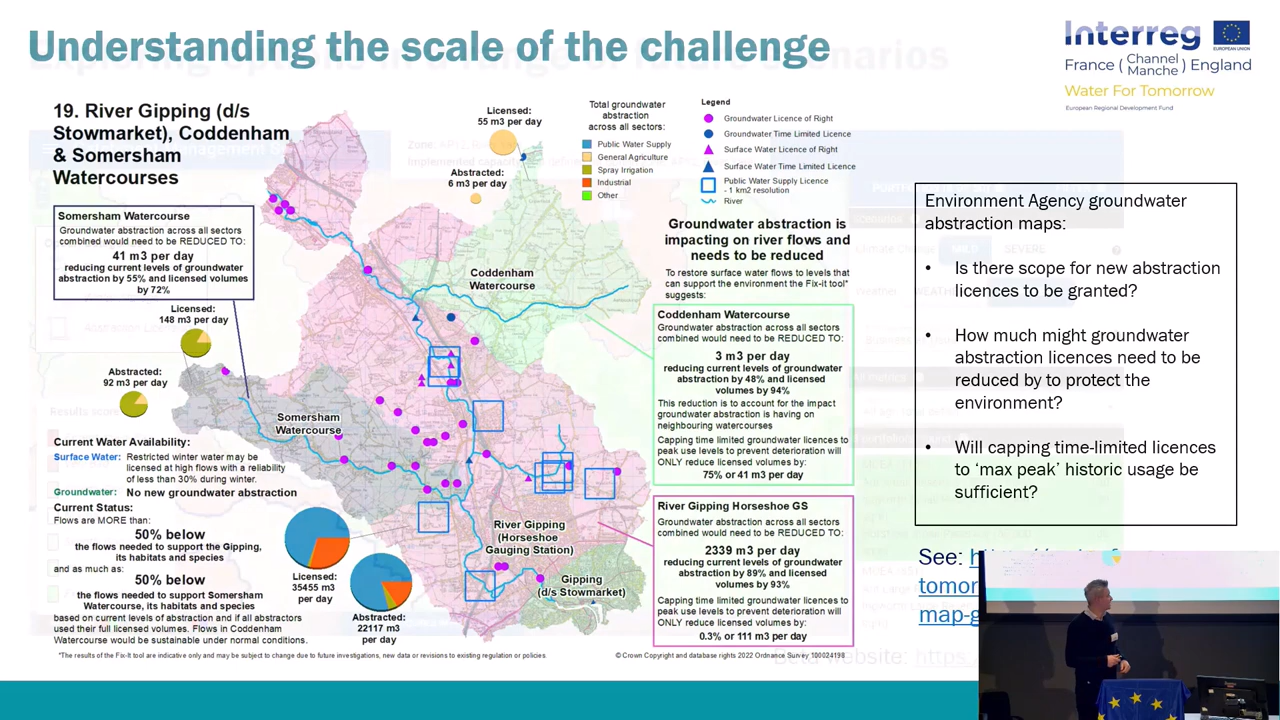 Understanding the scale of the challenge
Interreg
EUROPEAN UNION
France ( Channel Manche ) England
Water For Tomorrow
European Regional Development Fund
19. River Gipping (d/s
Stowmarket), Coddenham
& Somersham
Watercourses
Somersham Watercourse
Groundwater abstraction across all sectors
combined would need to be REDUCED TO:
41 m3 per day
reducing current levels of groundwater
abstraction by 55% and licensed volumes
by 72%
Licensed:
148 m3 per day
Abstracted:
92 m3 per day
Licensed:
55 m3 per day
Abstracted:
6 m3 per day
Total groundwater
abstraction
across all sectors:
Public Water Supply
General Agriculture
Spray Irrigation
Industrial
Other
Legend
Groundwater Licence of Right
Groundwater Time Limited Licence
Surface Water Licence of Right
Surface Water Time Limited Licence
Public Water Supply Licence
- 1 km2 resolution
River
Coddenham
Watercourse
Somersham
Watercourse
River Gipping
(Horseshoe
Gauging Station)
Gipping
(d/s Stowmarket)
Groundwater abstraction is
impacting on river flows and
needs to be reduced
To restore surface water flows to levels that
can support the environment the Fix-it tool*
suggests:
Coddenham Watercourse
Groundwater abstraction across all sectors
combined would need to be REDUCED TO:
3 m3 per day
reducing current levels of groundwater
abstraction by 48% and licensed
volumes by 94%
This reduction is to account for the impact
groundwater abstraction is having on
neighbouring watercourses
Capping time limited groundwater licences to
peak use levels to prevent deterioration will
ONLY reduce licensed volumes by:
75% or 41 m3 per day
River Gipping Horseshoe GS
Groundwater abstraction across all sectors
combined would need to be REDUCED TO:
2339 m3 per day
reducing current levels of groundwater
abstraction by 89% and licensed
volumes by 93%
Capping time limited groundwater licences to
peak use levels to prevent deterioration will
ONLY reduce licensed volumes by:
0.3% or 111 m3 per day
Current Water Availability:
Surface Water: Restricted winter water may be
licensed at high flows with a reliability
of less than 30% during winter.
Groundwater: No new groundwater abstraction
Current Status:
Flows are MORE than:
50% below
the flows needed to support the Gipping,
its habitats and species
and as much as:
50% below
the flows needed to support Somersham
Watercourse, its habitats and species
based on current levels of abstraction and if all abstractors
used their full licensed volumes. Flows in Coddenham
Watercourse would be sustainable under normal conditions.
Licensed:
35455 m3
per day
Abstracted:
22117 m3
per day
*The results of the Fix-It tool are indicative only and may be subject to change due to future investigations, new data or revisions to existing regulation or policies.
© Crown Copyright and database rights 2022 Ordnance Survey 100024198
Environment Agency groundwater
abstraction maps:
• Is there scope for new abstraction
licences to be granted?
• How much might groundwater
abstraction licences need to be
reduced by to protect the
environment?
• Will capping time-limited licences
to ‘max peak’ historic usage be
sufficient?
See: